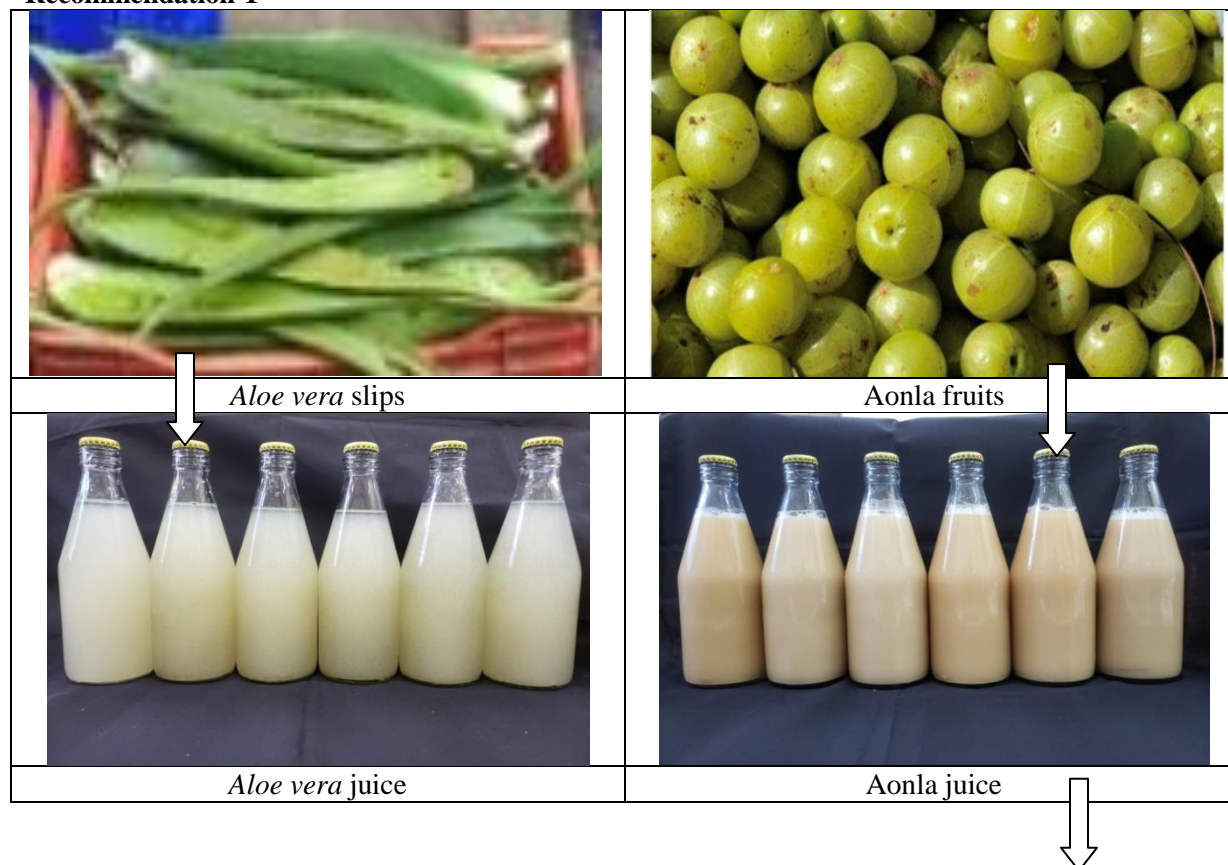 Recommendation-1
Aloe vera slips
Aonla fruits
Aloe vera juice
Aonla juice